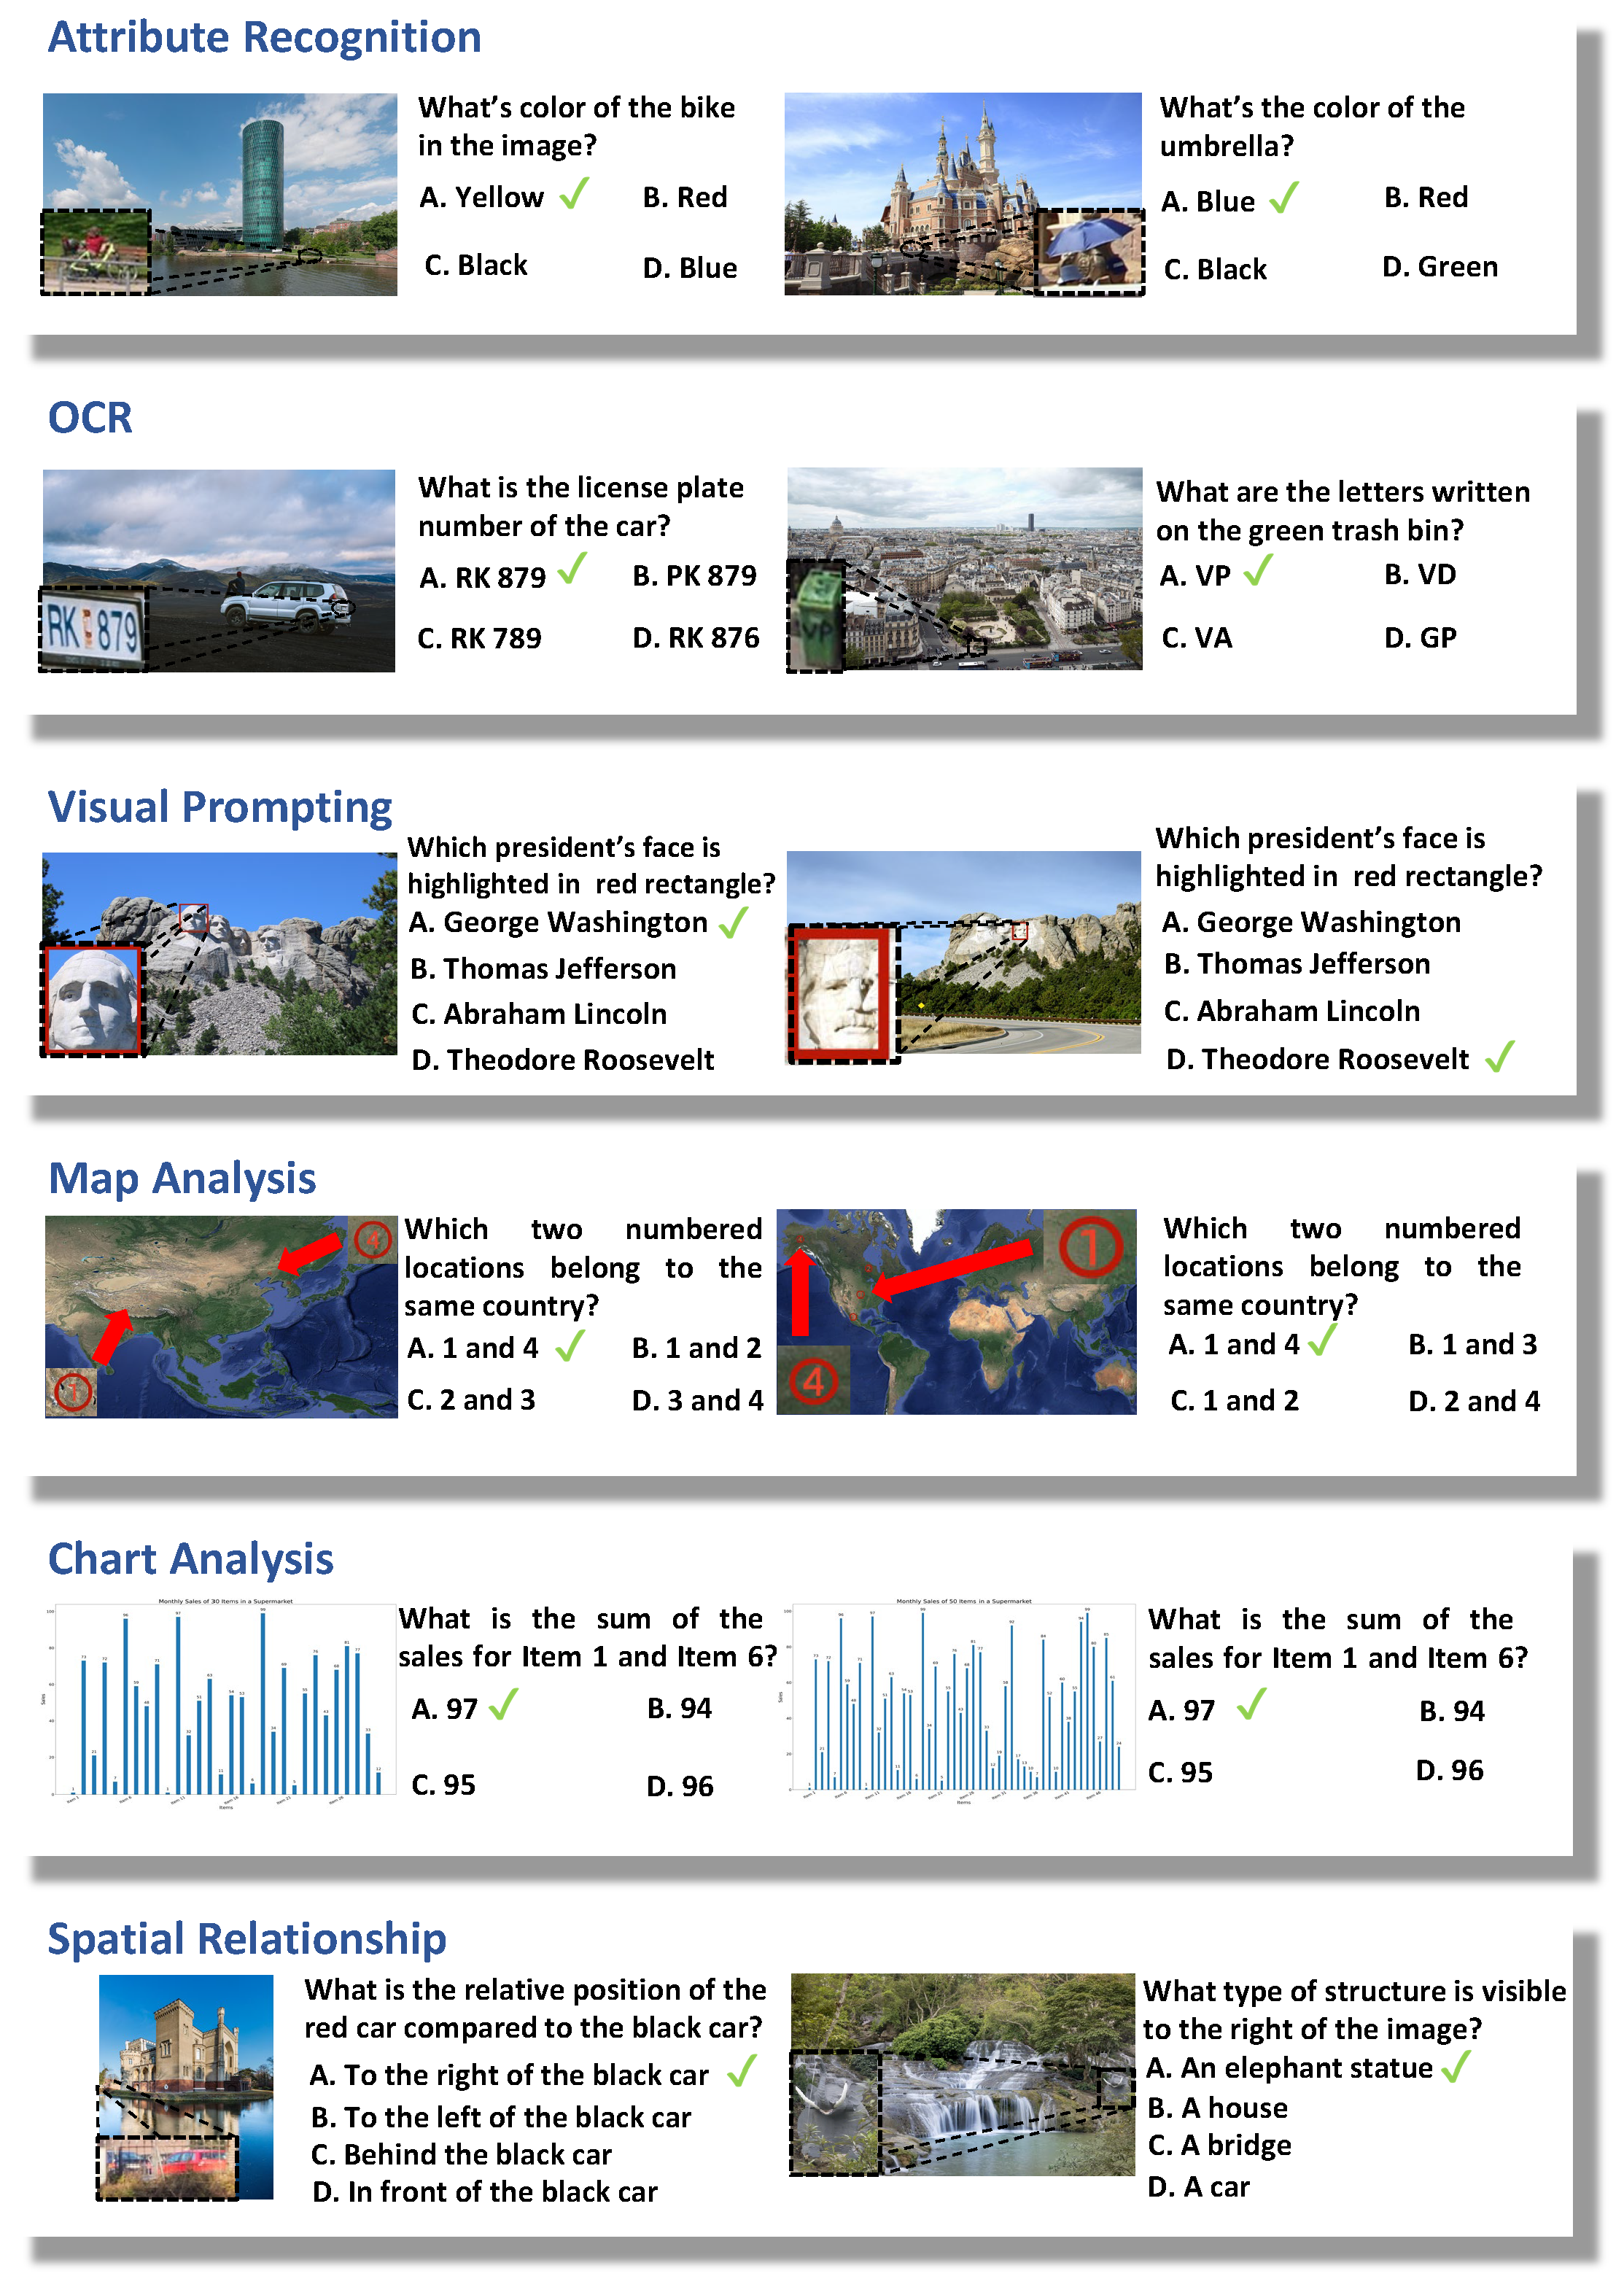 Attribute Recognition
What's color of the bike
in the image?
A. Yellow ✓ B. Red
C. Black D. Blue
What's the color of the
umbrella?
A. Blue ✓ B. Red
C. Black D. Green
OCR
What is the license plate
number of the car?
A. RK 879 ✓ B. PK 879
C. RK 789 D. RK 876
RK 879
What are the letters written
on the green trash bin?
A. VP ✓ B. VD
C. VA D. GP
VP
Visual Prompting
Which president's face is
highlighted in red rectangle?
A. George Washington ✓
B. Thomas Jefferson
C. Abraham Lincoln
D. Theodore Roosevelt
Which president's face is
highlighted in red rectangle?
A. George Washington
B. Thomas Jefferson
C. Abraham Lincoln
D. Theodore Roosevelt ✓
Map Analysis
4
1
Which two numbered
locations belong to the
same country?
A. 1 and 4 ✓ B. 1 and 2
C. 2 and 3 D. 3 and 4
1
4
Which two numbered
locations belong to the
same country?
A. 1 and 4 ✓ B. 1 and 3
C. 1 and 2 D. 2 and 4
Chart Analysis
Monthly Sales of 30 Items in a Supermarket
Sales
Items
What is the sum of the
sales for Item 1 and Item 6?
A. 97 ✓ B. 94
C. 95 D. 96
Monthly Sales of 50 Items in a Supermarket
Sales
Items
What is the sum of the
sales for Item 1 and Item 6?
A. 97 ✓ B. 94
C. 95 D. 96
Spatial Relationship
What is the relative position of the
red car compared to the black car?
A. To the right of the black car ✓
B. To the left of the black car
C. Behind the black car
D. In front of the black car
What type of structure is visible
to the right of the image?
A. An elephant statue ✓
B. A house
C. A bridge
D. A car